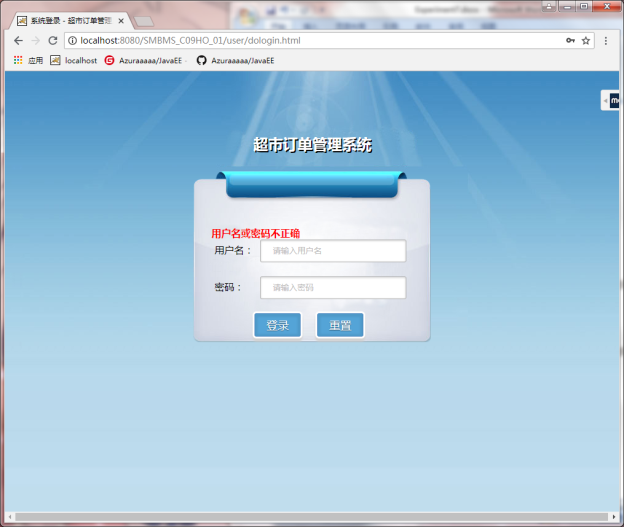 系统登录 - 超市订单管理
localhost:8080/SMBMS_C09HO_01/user/dologin.html
应用 localhost Azuraaaaa/JavaEE · Azuraaaaa/JavaEE
超市订单管理系统
用户名或密码不正确
用户名： 请输入用户名
密码： 请输入密码
登录 重置